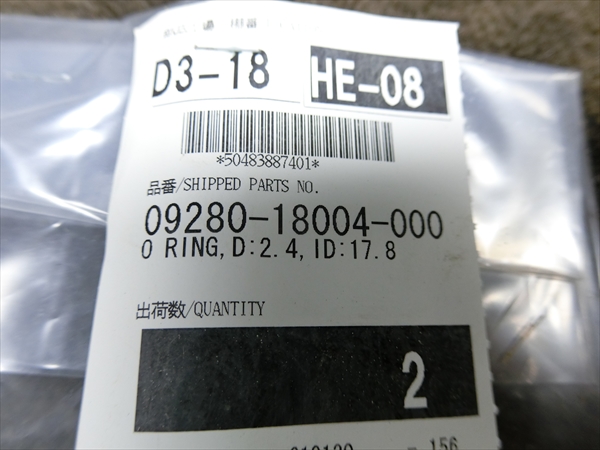 D3-18
HE-08
*50483887401*
品番/SHIPPED PARTS NO.
09280-18004-000
O RING,D:2.4,ID:17.8
出荷数/QUANTITY
2
- 156